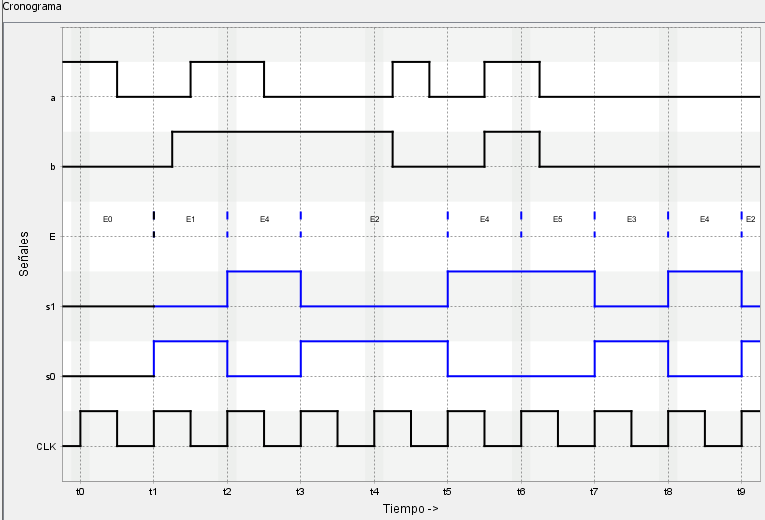 Cronograma
a
b
E0 E1 E4 E2 E4 E5 E3 E4 E2
E
Señales
s1
s0
CLK
t0 t1 t2 t3 t4 t5 t6 t7 t8 t9
Tiempo ->